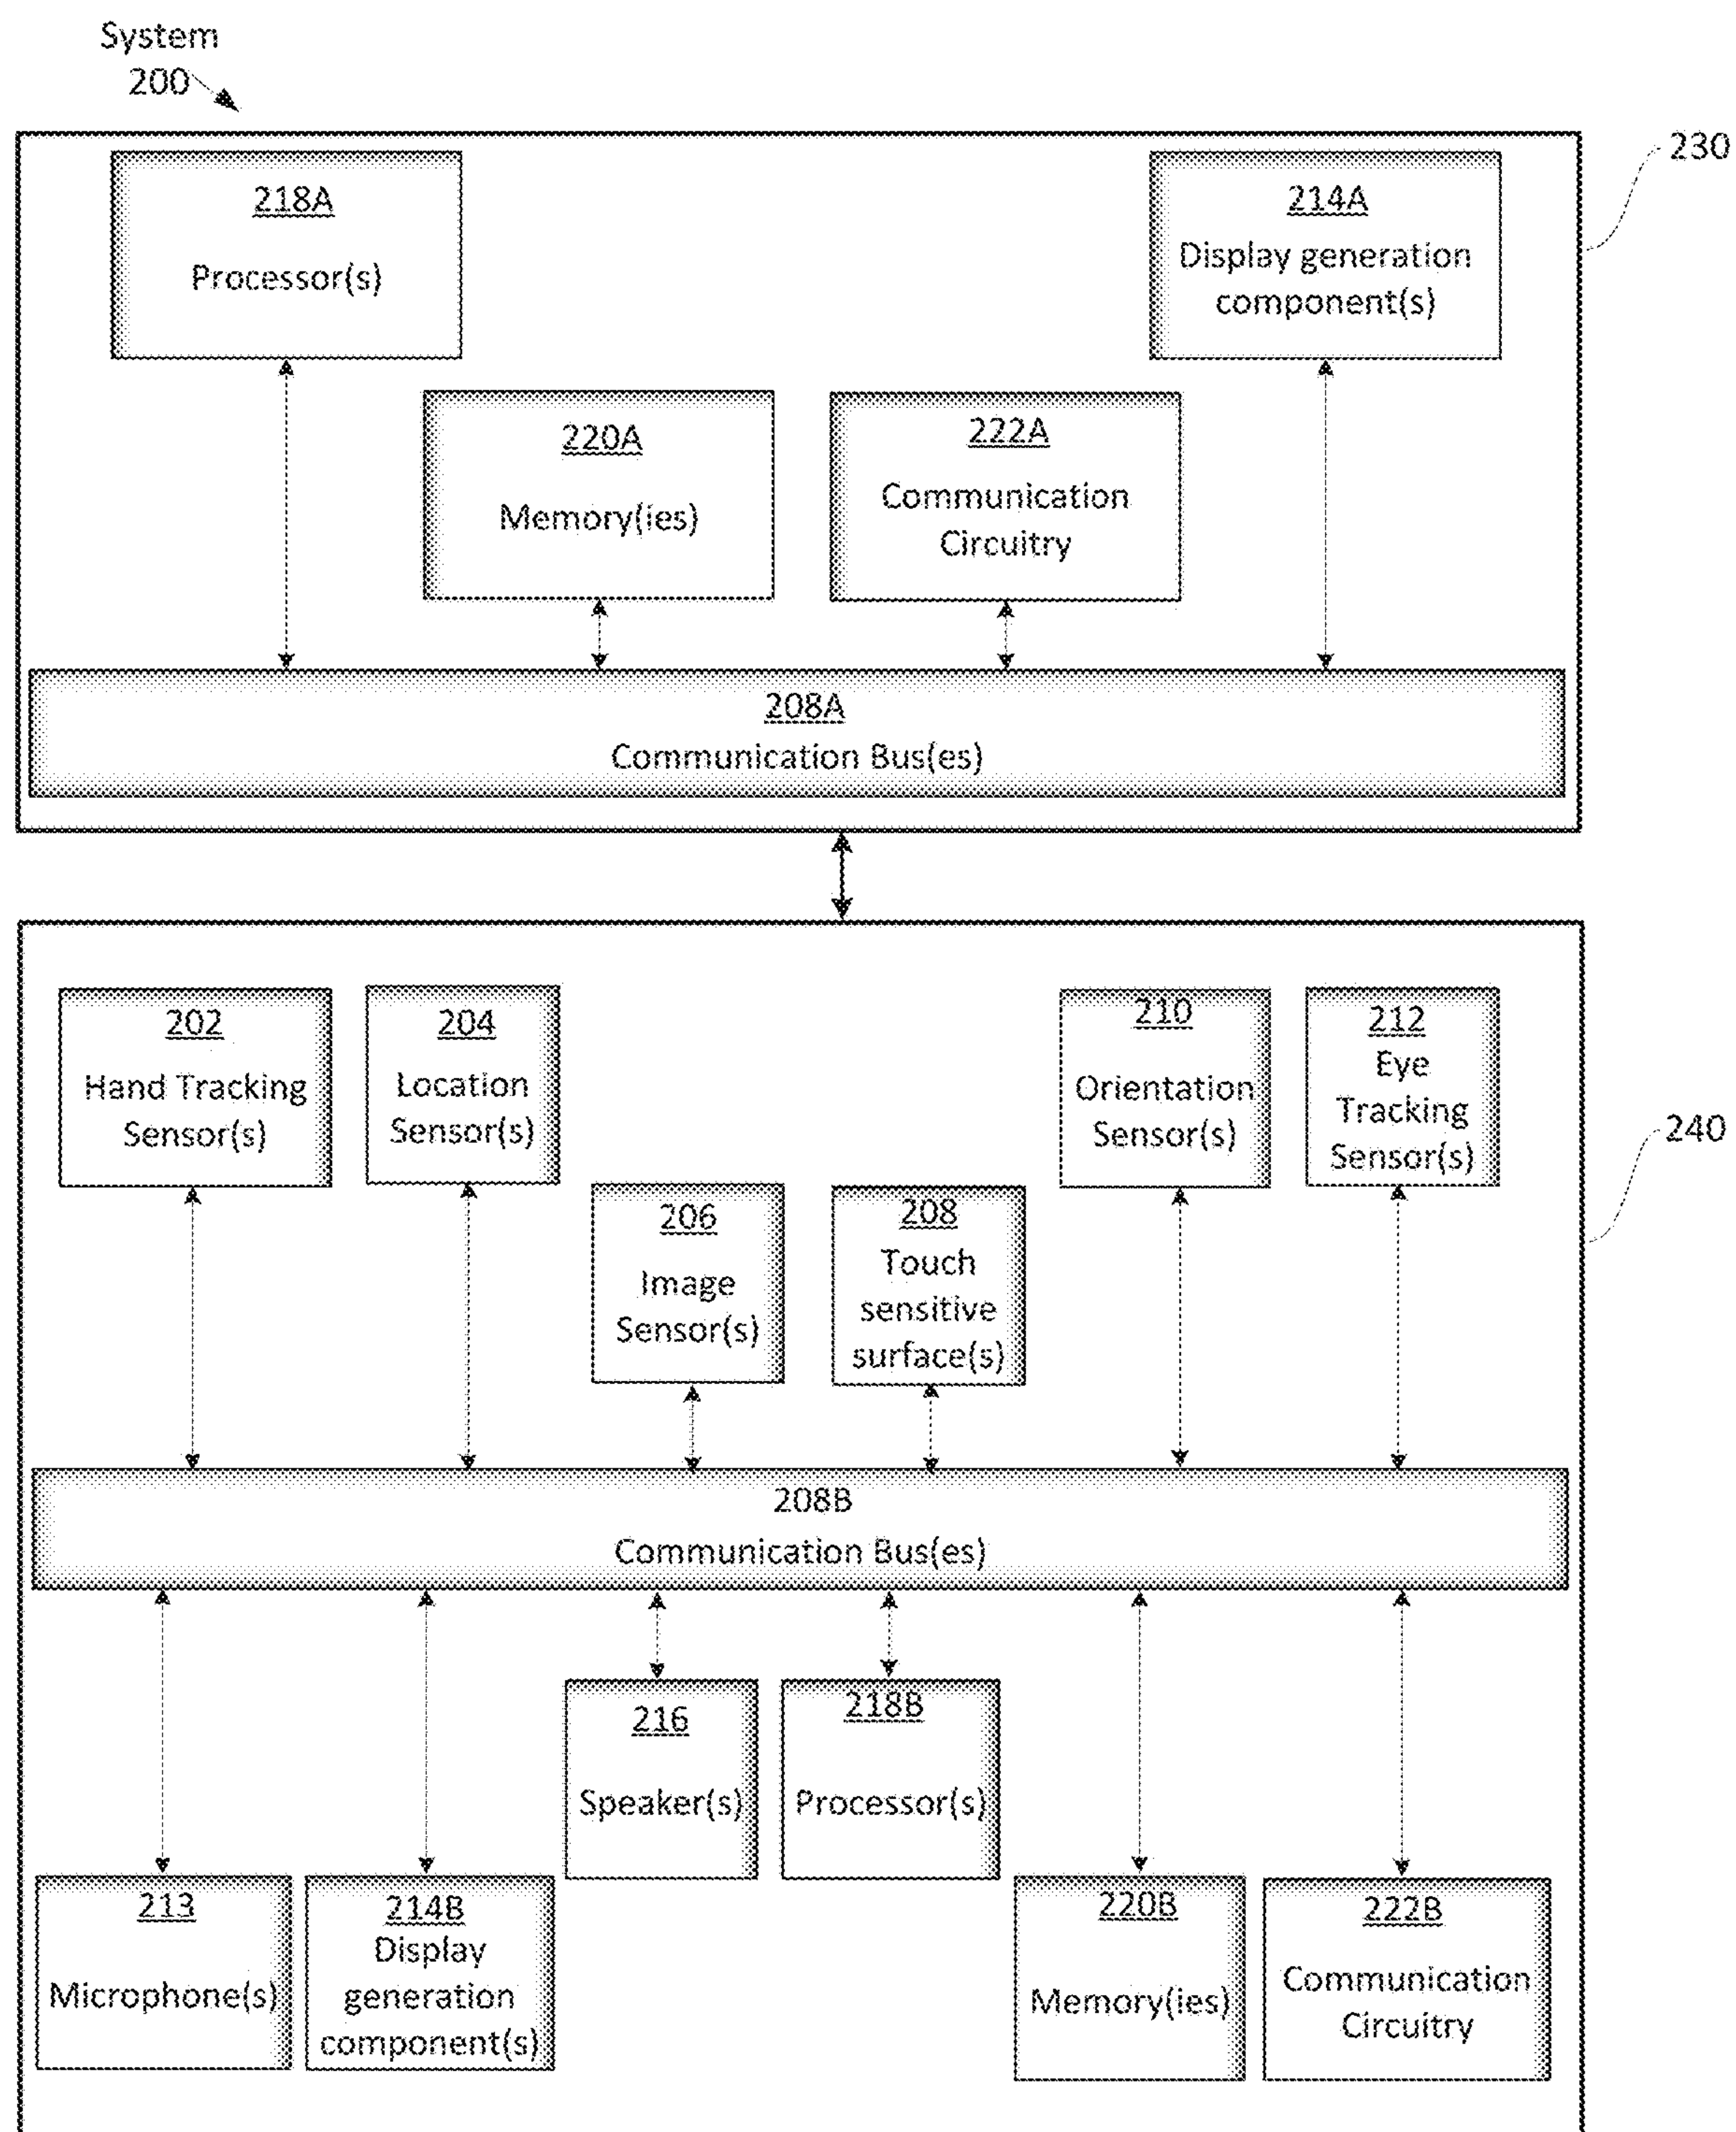 System
200
230
218A
Processor(s)
214A
Display generation
component(s)
220A
Memory(ies)
222A
Communication
Circuitry
208A
Communication Bus(es)
202
Hand Tracking
Sensor(s)
204
Location
Sensor(s)
210
Orientation
Sensor(s)
212
Eye
Tracking
Sensor(s)
240
206
Image
Sensor(s)
208
Touch
sensitive
surface(s)
208B
Communication Bus(es)
216
Speaker(s)
218B
Processor(s)
213
Microphone(s)
214B
Display
generation
component(s)
220B
Memory(ies)
222B
Communication
Circuitry